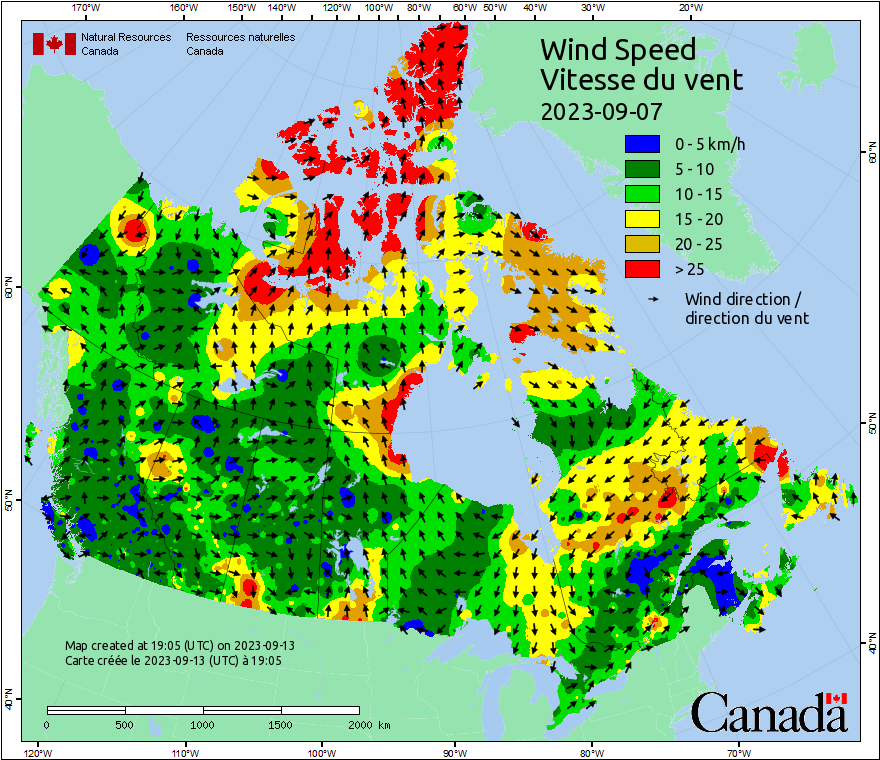 170°W 160°W 150°W 140°W 130°W 120°W 110°W 100°W 90°W 80°W 60°W 50°W 40°W 30°W 20°W
Natural Resources Canada
Ressources naturelles Canada
Wind Speed
Vitesse du vent
2023-09-07
0 - 5 km/h
5 - 10
10 - 15
15 - 20
20 - 25
> 25
Wind direction /
direction du vent
60°N
60°N
50°N
50°N
40°N
40°N
Map created at 19:05 (UTC) on 2023-09-13
Carte créée le 2023-09-13 (UTC) à 19:05
0 500 1000 1500 2000 km
Canada
120°W 110°W 100°W 90°W 80°W 70°W